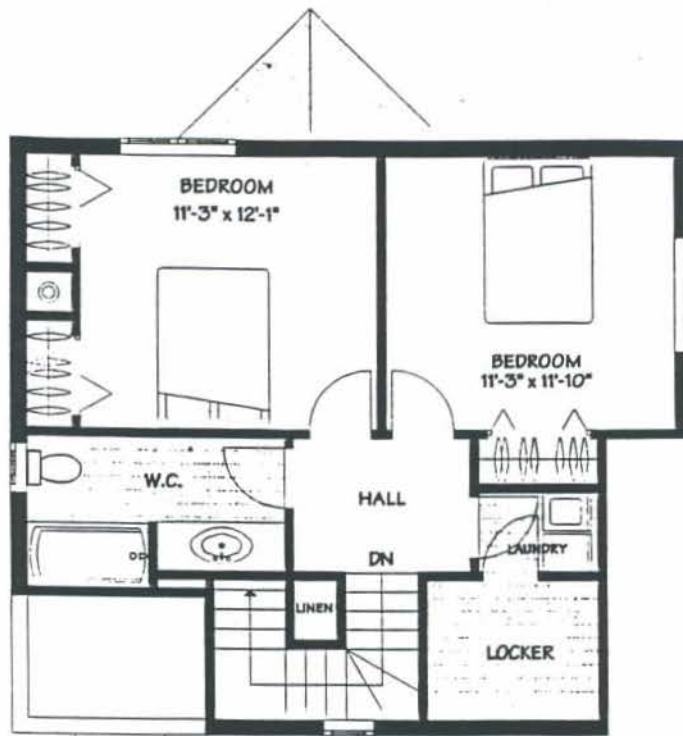 BEDROOM
11'-3" x 12'-1"
BEDROOM
11'-3" x 11'-10"
W.C.
HALL
DN
LAUNDRY
LINEN
LOCKER